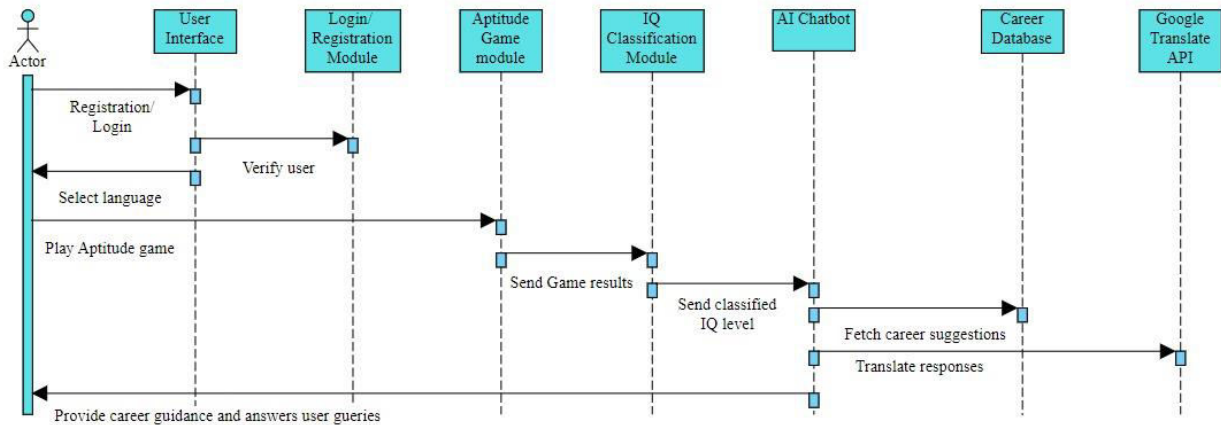 User
Interface
Login/
Registration
Module
Aptitude
Game
module
IQ
Classification
Module
AI Chatbot
Career
Database
Google
Translate
API
Actor
Registration/
Login
Verify user
Select language
Play Aptitude game
Send Game results
Send classified
IQ level
Fetch career suggestions
Translate responses
Provide career guidance and answers user gueries